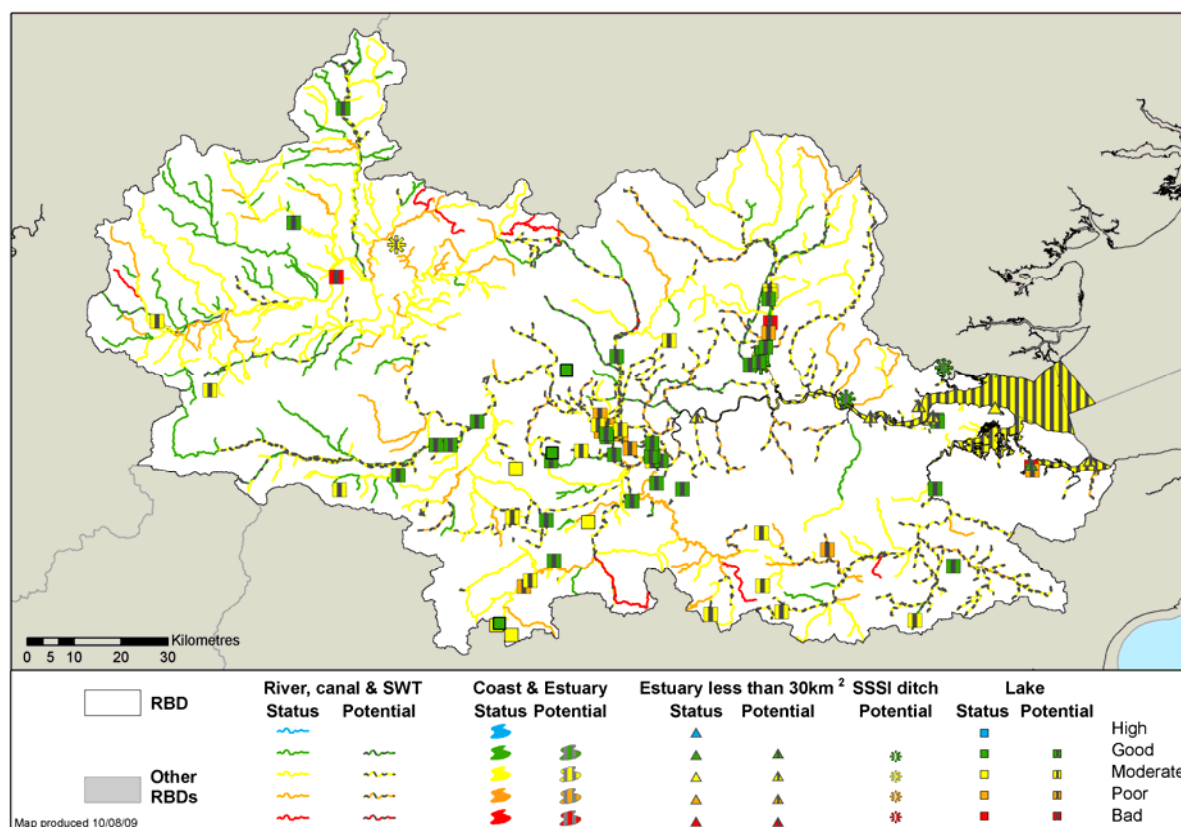 Kilometres
0 5 10 20 30
RBD
Other
RBDs
Map produced 10/08/09
River, canal & SWT
Status Potential
Coast & Estuary
Status Potential
Estuary less than 30km 2
Status Potential
SSSI ditch
Potential
Lake
Status Potential
High
Good
Moderate
Poor
Bad